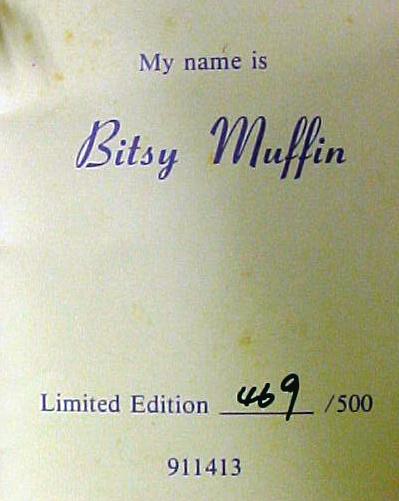 My name is
Bitsy Muffin
Limited Edition 469 /500
911413